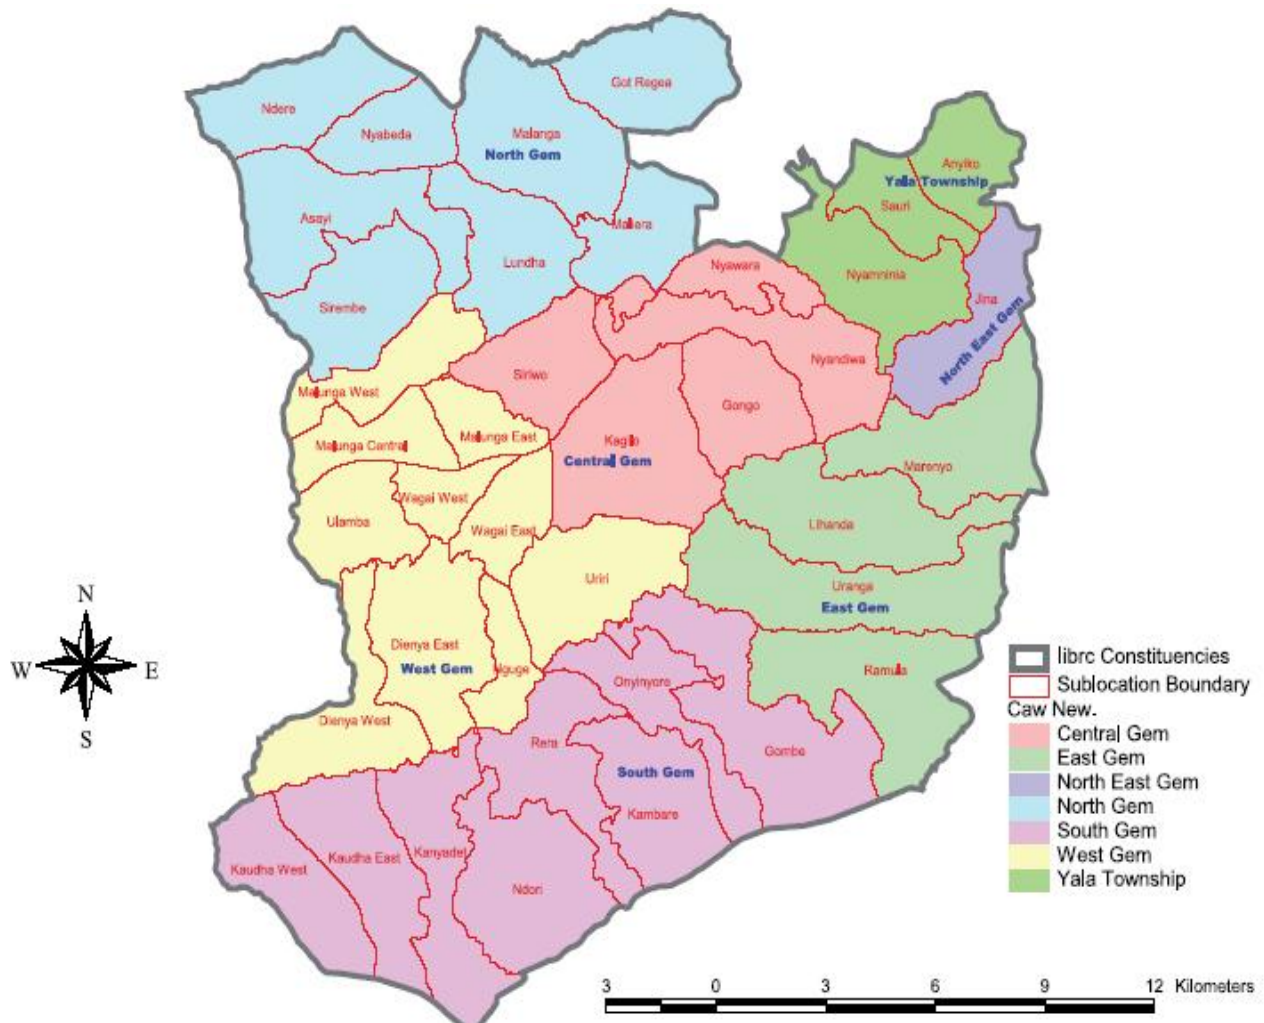 Got Regea
Ndere
Nyabeda
Malanga
North Gem
Anyiko
Yala Township
Sauri
Asayi
Malera
Lundha
Nyawara
Nyamninia
Jina
North East Gem
Sirembe
Nyandiwa
Siriwo
Malunga West
Gongo
Malunga Central
Malunga East
Kagilo
Central Gem
Marenyo
Wagai West
Ulamba
Wagai East
Lihanda
Uriri
Uranga
East Gem
Dienya East
West Gem
Nguge
Onyinyore
Ramula
Dienya West
Rera
Gombe
South Gem
Kambare
Kaudha West
Kaudha East
Kanyadet
Ndori
N
W
E
S
librc Constituencies
Sublocation Boundary
Caw New.
Central Gem
East Gem
North East Gem
North Gem
South Gem
West Gem
Yala Township
3 0 3 6 9 12 Kilometers